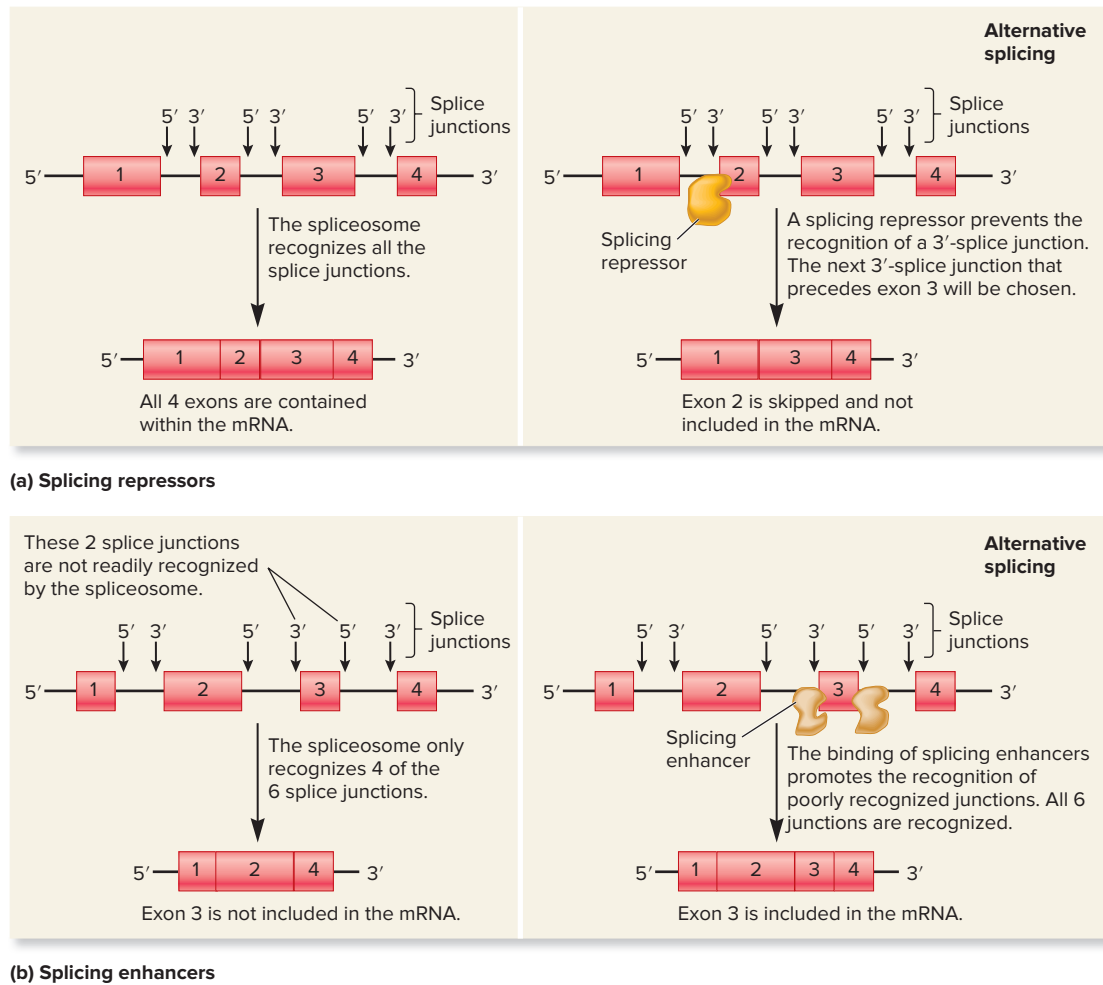 Alternative
splicing
5′ 3′ 5′ 3′ 5′ 3′
Splice
junctions
5′ 1 2 3 4 3′
The spliceosome
recognizes all the
splice junctions.
5′ 1 2 3 4 3′
All 4 exons are contained
within the mRNA.
5′ 3′ 5′ 3′ 5′ 3′
Splice
junctions
5′ 1 2 3 4 3′
Splicing
repressor
A splicing repressor prevents the
recognition of a 3′-splice junction.
The next 3′-splice junction that
precedes exon 3 will be chosen.
5′ 1 3 4 3′
Exon 2 is skipped and not
included in the mRNA.
(a) Splicing repressors
These 2 splice junctions
are not readily recognized
by the spliceosome.
5′ 3′ 5′ 3′ 5′ 3′
Splice
junctions
5′ 1 2 3 4 3′
The spliceosome only
recognizes 4 of the
6 splice junctions.
5′ 1 2 4 3′
Exon 3 is not included in the mRNA.
Alternative
splicing
5′ 3′ 5′ 3′ 5′ 3′
Splice
junctions
5′ 1 2 3 4 3′
Splicing
enhancer
The binding of splicing enhancers
promotes the recognition of
poorly recognized junctions. All 6
junctions are recognized.
5′ 1 2 3 4 3′
Exon 3 is included in the mRNA.
(b) Splicing enhancers